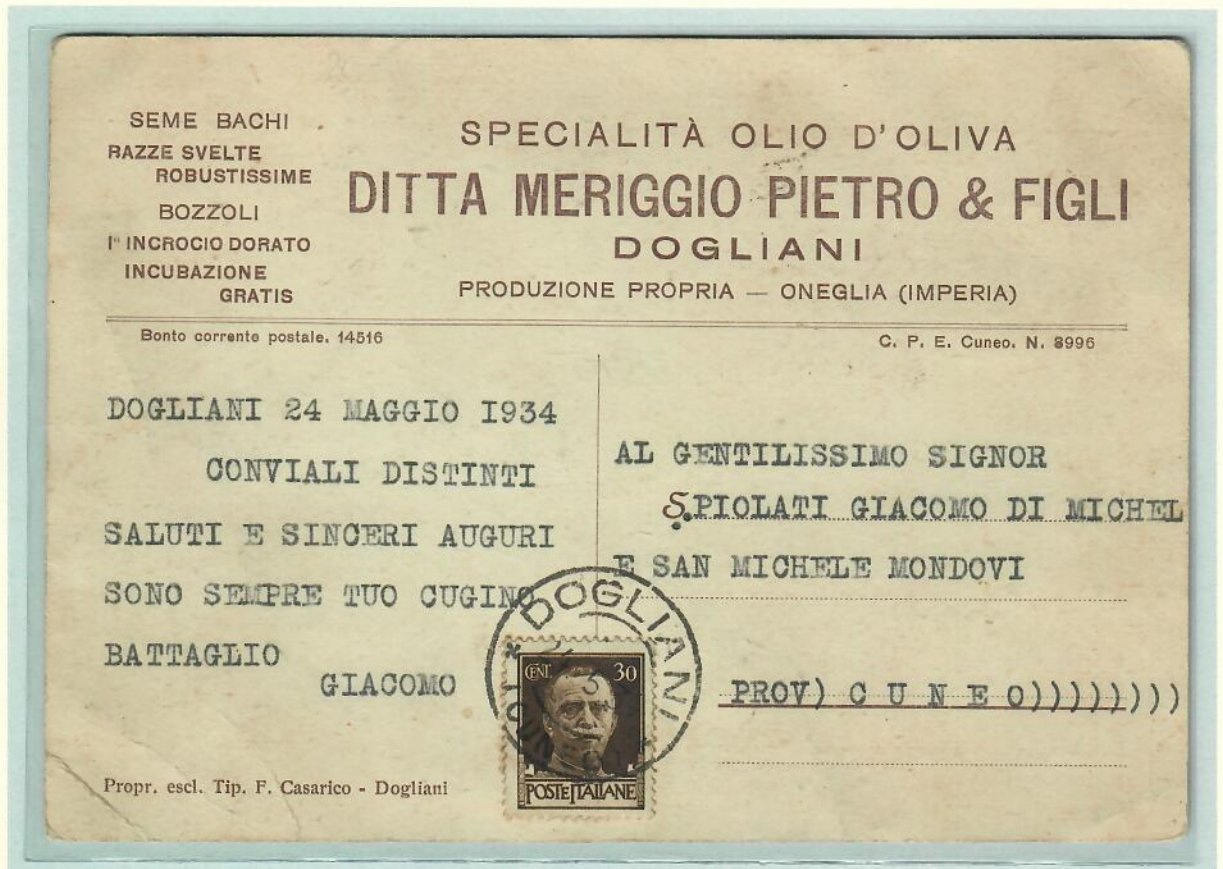 SEME BACHI
RAZZE SVELTE
ROBUSTISSIME
BOZZOLI
Iº INCROCIO DORATO
INCUBAZIONE
GRATIS
SPECIALITÀ OLIO D'OLIVA
DITTA MERIGGIO PIETRO & FIGLI
DOGLIANI
PRODUZIONE PROPRIA — ONEGLIA (IMPERIA)
Bonto corrente postale. 14516
C. P. E. Cuneo. N. 8996
DOGLIANI 24 MAGGIO I934
CONVIALI DISTINTI
SALUTI E SINCERI AUGURI
SONO SEMPRE TUO CUGINO
BATTAGLIO
GIACOMO
AL GENTILISSIMO SIGNOR
S.PIOLATI GIACOMO DI MICHEL
E SAN MICHELE MONDOVI
PROV) C U N E O))))))))
DOGLIANI
CENT. 30
POSTE ITALIANE
Propr. escl. Tip. F. Casarico - Dogliani